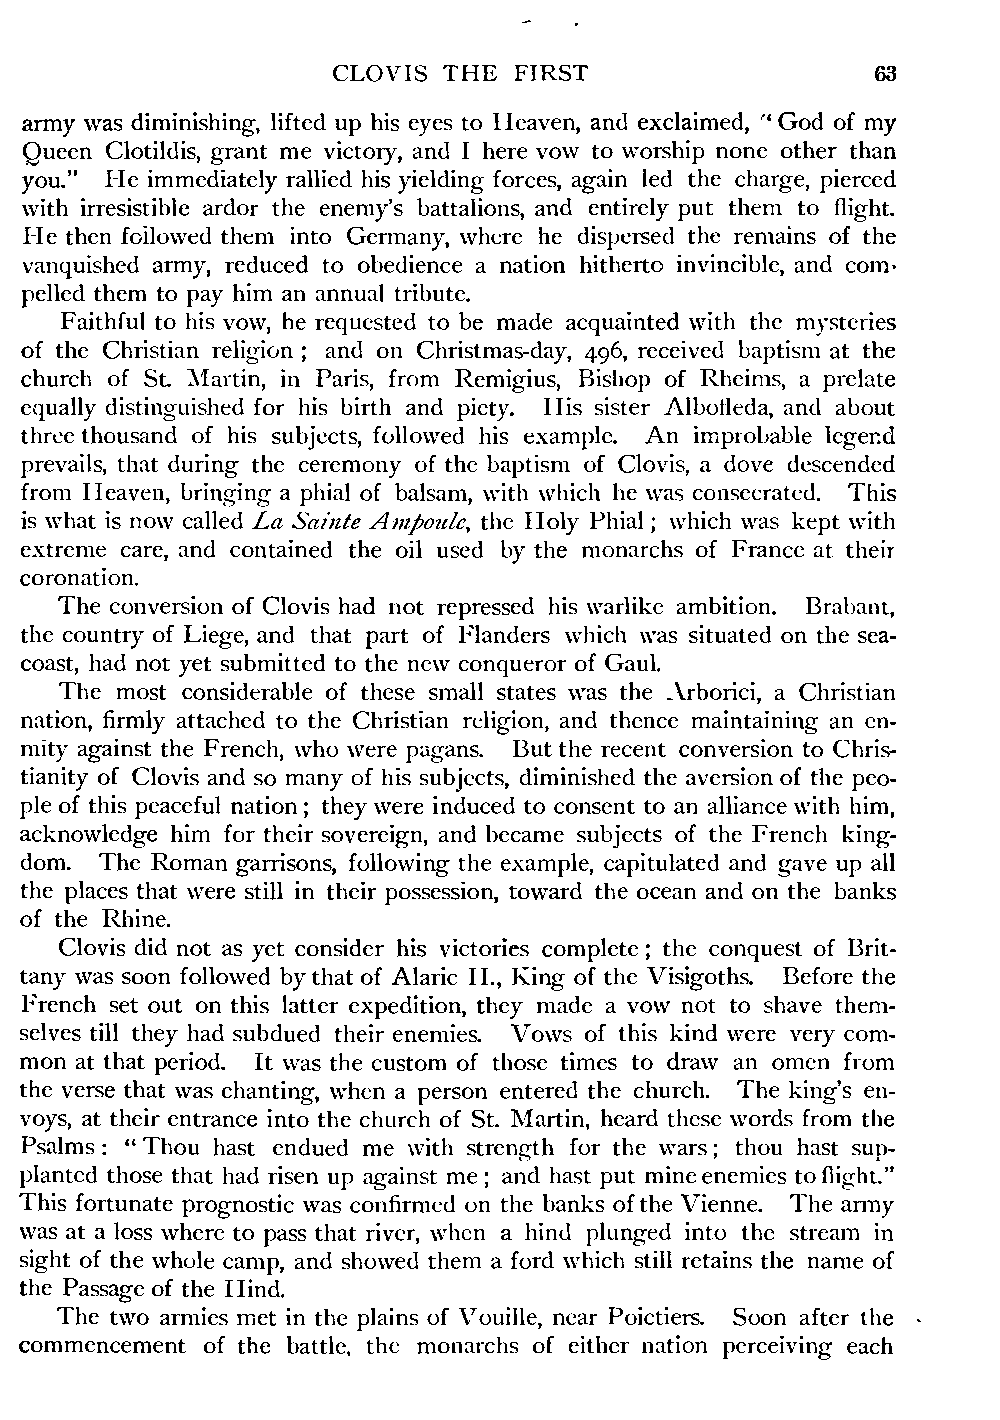 CLOVIS THE FIRST 63
army was diminishing, lifted up his eyes to Heaven, and exclaimed, "God of my
Queen Clotildis, grant me victory, and I here vow to worship none other than
you." He immediately rallied his yielding forces, again led the charge, pierced
with irresistible ardor the enemy's battalions, and entirely put them to flight.
He then followed them into Germany, where he dispersed the remains of the
vanquished army, reduced to obedience a nation hitherto invincible, and com-
pelled them to pay him an annual tribute.
Faithful to his vow, he requested to be made acquainted with the mysteries
of the Christian religion; and on Christmas-day, 496, received baptism at the
church of St. Martin, in Paris, from Remigius, Bishop of Rheims, a prelate
equally distinguished for his birth and piety. His sister Albofleda, and about
three thousand of his subjects, followed his example. An improbable legend
prevails, that during the ceremony of the baptism of Clovis, a dove descended
from Heaven, bringing a phial of balsam, with which he was consecrated. This
is what is now called La Sainte Ampoule, the Holy Phial; which was kept with
extreme care, and contained the oil used by the monarchs of France at their
coronation.
The conversion of Clovis had not repressed his warlike ambition. Brabant,
the country of Liege, and that part of Flanders which was situated on the sea-
coast, had not yet submitted to the new conqueror of Gaul.
The most considerable of these small states was the Arborici, a Christian
nation, firmly attached to the Christian religion, and thence maintaining an en-
mity against the French, who were pagans. But the recent conversion to Chris-
tianity of Clovis and so many of his subjects, diminished the aversion of the peo-
ple of this peaceful nation; they were induced to consent to an alliance with him,
acknowledge him for their sovereign, and became subjects of the French king-
dom. The Roman garrisons, following the example, capitulated and gave up all
the places that were still in their possession, toward the ocean and on the banks
of the Rhine.
Clovis did not as yet consider his victories complete; the conquest of Brit-
tany was soon followed by that of Alaric II., King of the Visigoths. Before the
French set out on this latter expedition, they made a vow not to shave them-
selves till they had subdued their enemies. Vows of this kind were very com-
mon at that period. It was the custom of those times to draw an omen from
the verse that was chanting, when a person entered the church. The king's en-
voys, at their entrance into the church of St. Martin, heard these words from the
Psalms: "Thou hast endued me with strength for the wars; thou hast sup-
planted those that had risen up against me; and hast put mine enemies to flight."
This fortunate prognostic was confirmed on the banks of the Vienne. The army
was at a loss where to pass that river, when a hind plunged into the stream in
sight of the whole camp, and showed them a ford which still retains the name of
the Passage of the Hind.
The two armies met in the plains of Vouille, near Poictiers. Soon after the
commencement of the battle, the monarchs of either nation perceiving each